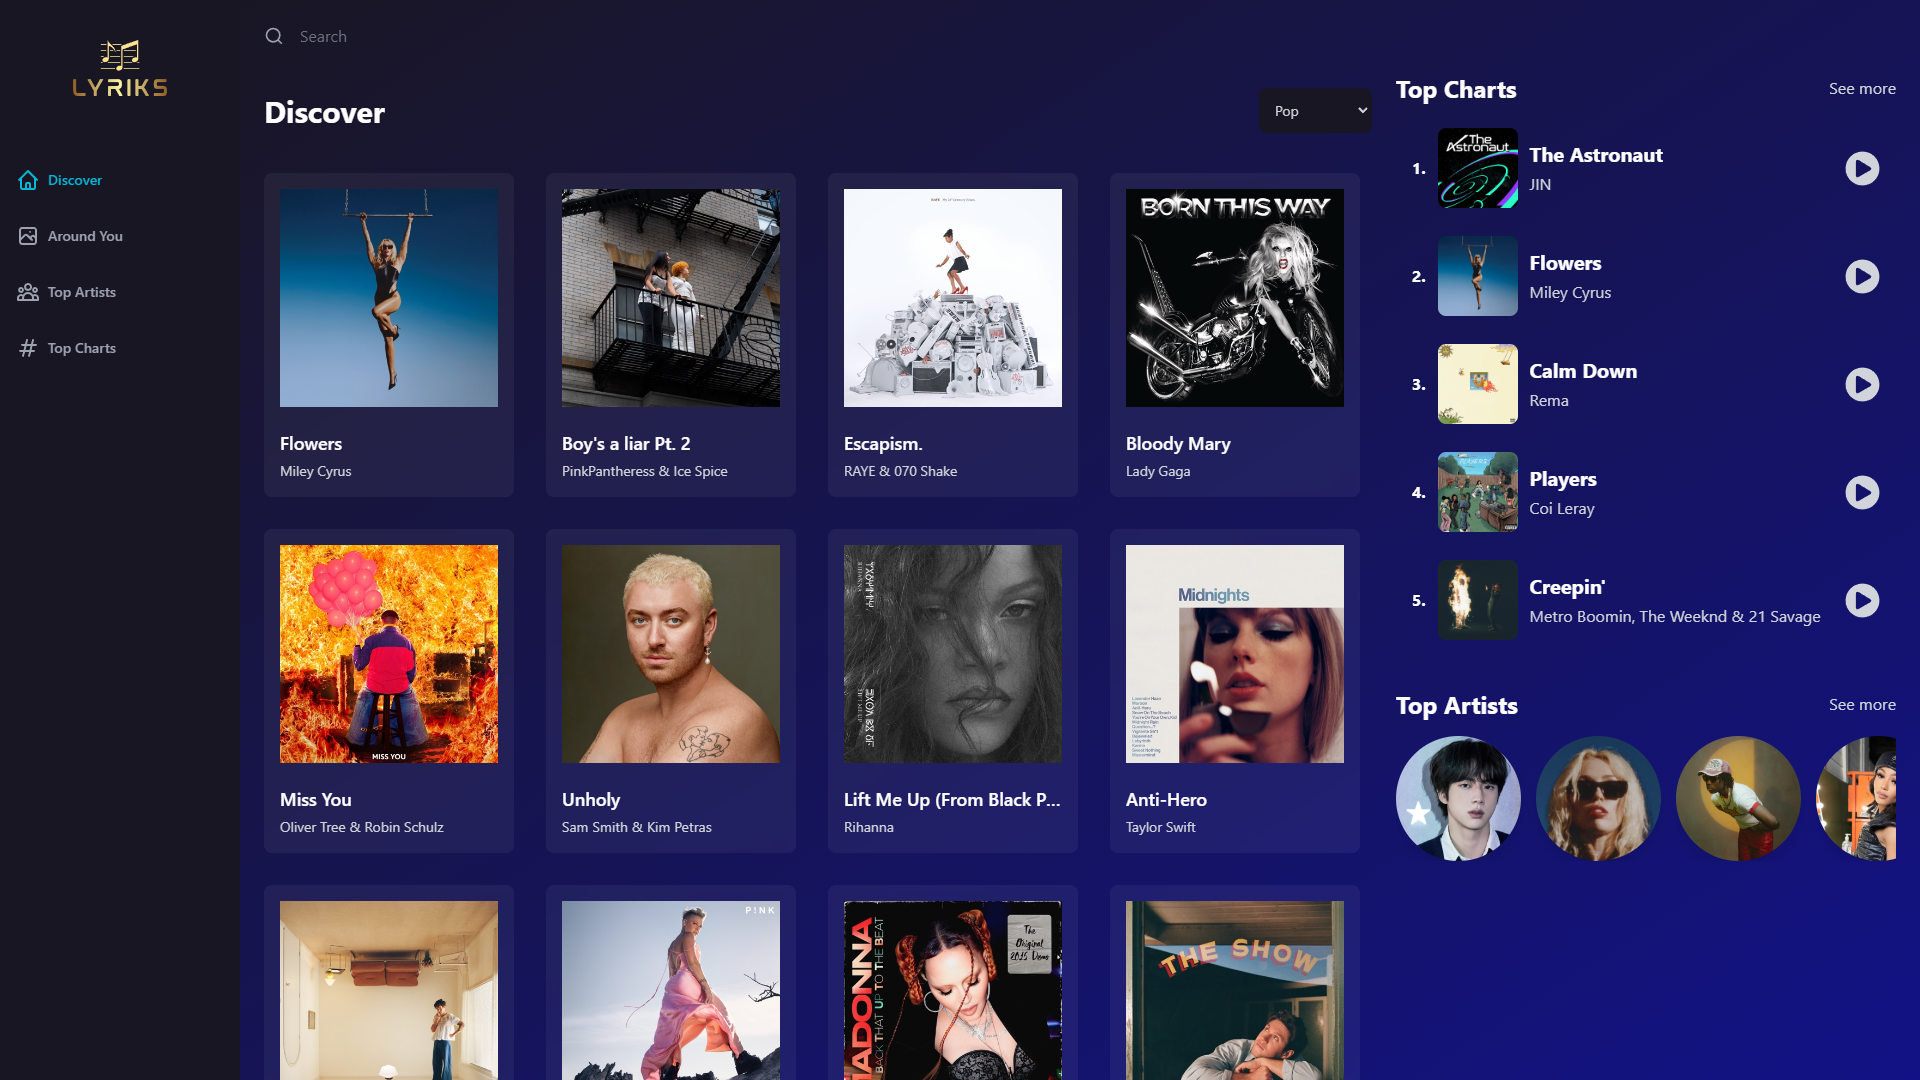 LYRIKS
Discover
Around You
Top Artists
Top Charts
Search
Discover
Pop
Flowers
Miley Cyrus
Boy's a liar Pt. 2
PinkPantheress & Ice Spice
Escapism.
RAYE & 070 Shake
BORN THIS WAY
Bloody Mary
Lady Gaga
MISS YOU
Miss You
Oliver Tree & Robin Schulz
Unholy
Sam Smith & Kim Petras
Lift Me Up (From Black P...
Rihanna
Midnights
Anti-Hero
Taylor Swift
P!NK
MADONNA
BACK THAT UP TO THE BEAT
The
Original
2015 Demo
THE SHOW
Top Charts
See more
1.
The Astronaut
The Astronaut
JIN
2.
Flowers
Miley Cyrus
3.
Calm Down
Rema
4.
Players
Coi Leray
5.
Creepin'
Metro Boomin, The Weeknd & 21 Savage
Top Artists
See more